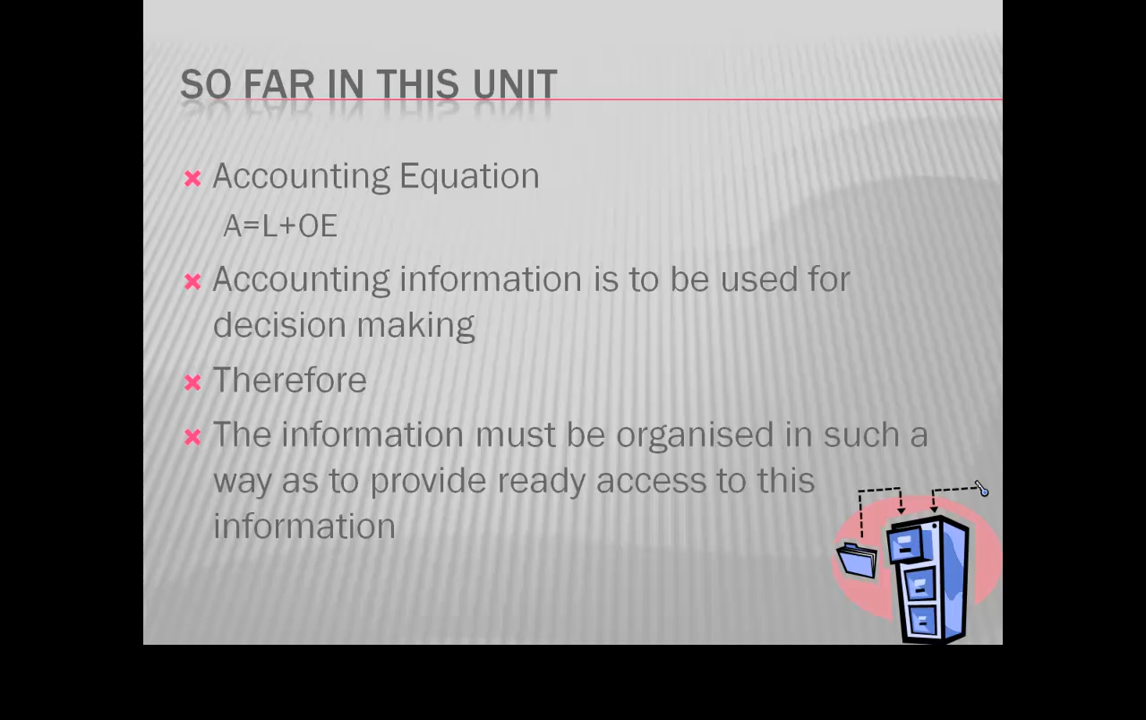 SO FAR IN THIS UNIT
Accounting Equation
A=L+OE
Accounting information is to be used for
decision making
Therefore
The information must be organised in such a
way as to provide ready access to this
information